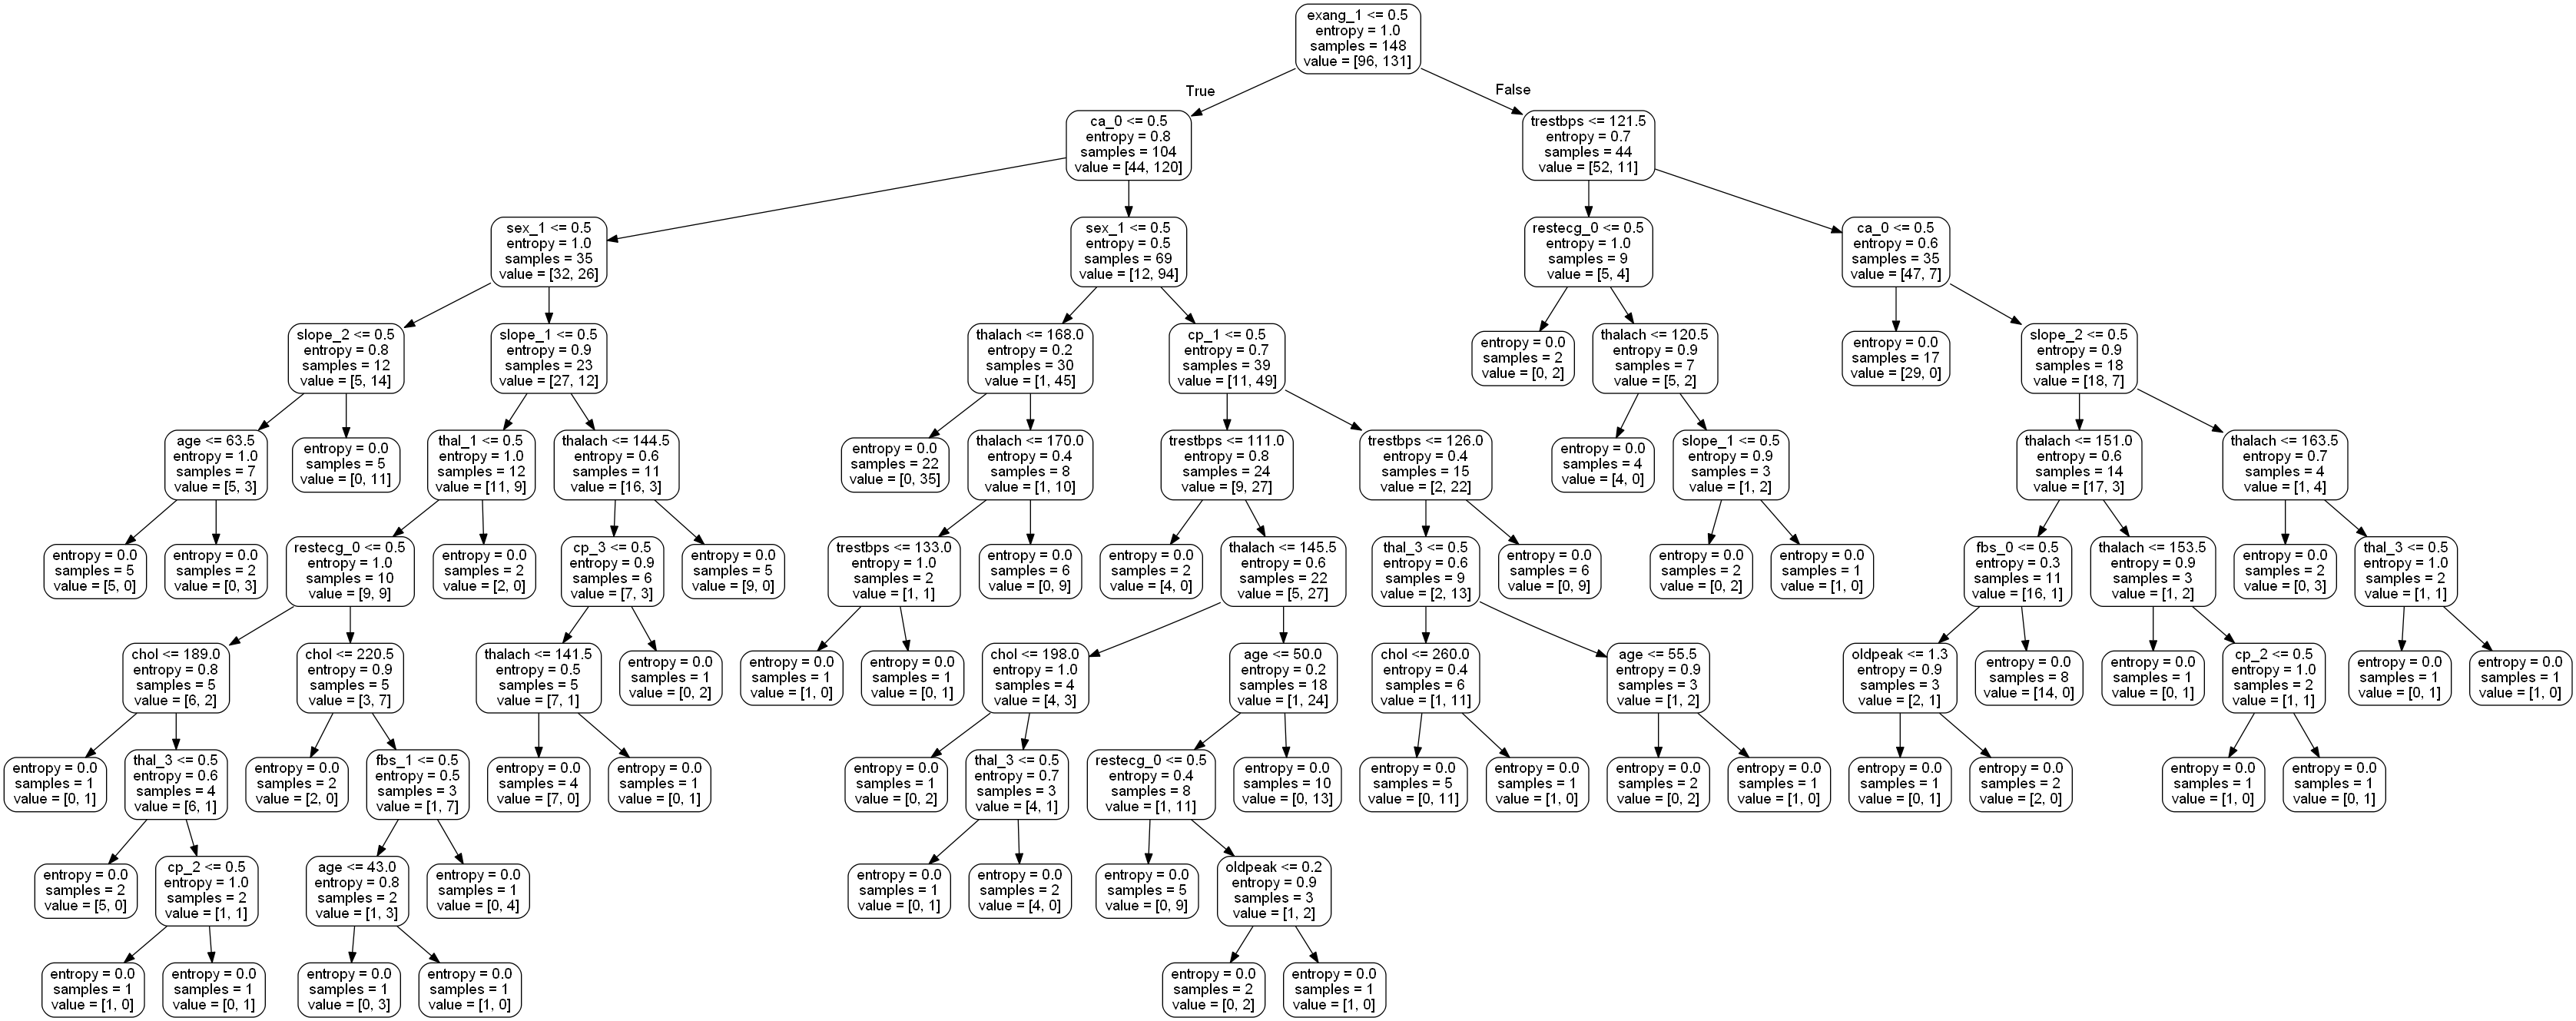 exang_1 <= 0.5
entropy = 1.0
samples = 148
value = [96, 131]
True
False
ca_0 <= 0.5
entropy = 0.8
samples = 104
value = [44, 120]
trestbps <= 121.5
entropy = 0.7
samples = 44
value = [52, 11]
sex_1 <= 0.5
entropy = 1.0
samples = 35
value = [32, 26]
sex_1 <= 0.5
entropy = 0.5
samples = 69
value = [12, 94]
restecg_0 <= 0.5
entropy = 1.0
samples = 9
value = [5, 4]
ca_0 <= 0.5
entropy = 0.6
samples = 35
value = [47, 7]
slope_2 <= 0.5
entropy = 0.8
samples = 12
value = [5, 14]
slope_1 <= 0.5
entropy = 0.9
samples = 23
value = [27, 12]
thalach <= 168.0
entropy = 0.2
samples = 30
value = [1, 45]
cp_1 <= 0.5
entropy = 0.7
samples = 39
value = [11, 49]
entropy = 0.0
samples = 2
value = [0, 2]
thalach <= 120.5
entropy = 0.9
samples = 7
value = [5, 2]
entropy = 0.0
samples = 17
value = [29, 0]
slope_2 <= 0.5
entropy = 0.9
samples = 18
value = [18, 7]
age <= 63.5
entropy = 1.0
samples = 7
value = [5, 3]
entropy = 0.0
samples = 5
value = [0, 11]
thal_1 <= 0.5
entropy = 1.0
samples = 12
value = [11, 9]
thalach <= 144.5
entropy = 0.6
samples = 11
value = [16, 3]
entropy = 0.0
samples = 22
value = [0, 35]
thalach <= 170.0
entropy = 0.4
samples = 8
value = [1, 10]
trestbps <= 111.0
entropy = 0.8
samples = 24
value = [9, 27]
trestbps <= 126.0
entropy = 0.4
samples = 15
value = [2, 22]
entropy = 0.0
samples = 4
value = [4, 0]
slope_1 <= 0.5
entropy = 0.9
samples = 3
value = [1, 2]
thalach <= 151.0
entropy = 0.6
samples = 14
value = [17, 3]
thalach <= 163.5
entropy = 0.7
samples = 4
value = [1, 4]
entropy = 0.0
samples = 5
value = [5, 0]
entropy = 0.0
samples = 2
value = [0, 3]
restecg_0 <= 0.5
entropy = 1.0
samples = 10
value = [9, 9]
entropy = 0.0
samples = 2
value = [2, 0]
cp_3 <= 0.5
entropy = 0.9
samples = 6
value = [7, 3]
entropy = 0.0
samples = 5
value = [9, 0]
trestbps <= 133.0
entropy = 1.0
samples = 2
value = [1, 1]
entropy = 0.0
samples = 6
value = [0, 9]
entropy = 0.0
samples = 2
value = [4, 0]
thalach <= 145.5
entropy = 0.6
samples = 22
value = [5, 27]
thal_3 <= 0.5
entropy = 0.6
samples = 9
value = [2, 13]
entropy = 0.0
samples = 6
value = [0, 9]
entropy = 0.0
samples = 2
value = [0, 2]
entropy = 0.0
samples = 1
value = [1, 0]
fbs_0 <= 0.5
entropy = 0.3
samples = 11
value = [16, 1]
thalach <= 153.5
entropy = 0.9
samples = 3
value = [1, 2]
entropy = 0.0
samples = 2
value = [0, 3]
thal_3 <= 0.5
entropy = 1.0
samples = 2
value = [1, 1]
chol <= 189.0
entropy = 0.8
samples = 5
value = [6, 2]
chol <= 220.5
entropy = 0.9
samples = 5
value = [3, 7]
thalach <= 141.5
entropy = 0.5
samples = 5
value = [7, 1]
entropy = 0.0
samples = 1
value = [0, 2]
entropy = 0.0
samples = 1
value = [1, 0]
entropy = 0.0
samples = 1
value = [0, 1]
chol <= 198.0
entropy = 1.0
samples = 4
value = [4, 3]
age <= 50.0
entropy = 0.2
samples = 18
value = [1, 24]
chol <= 260.0
entropy = 0.4
samples = 6
value = [1, 11]
age <= 55.5
entropy = 0.9
samples = 3
value = [1, 2]
oldpeak <= 1.3
entropy = 0.9
samples = 3
value = [2, 1]
entropy = 0.0
samples = 8
value = [14, 0]
entropy = 0.0
samples = 1
value = [0, 1]
cp_2 <= 0.5
entropy = 1.0
samples = 2
value = [1, 1]
entropy = 0.0
samples = 1
value = [0, 1]
entropy = 0.0
samples = 1
value = [1, 0]
entropy = 0.0
samples = 1
value = [0, 1]
thal_3 <= 0.5
entropy = 0.6
samples = 4
value = [6, 1]
entropy = 0.0
samples = 2
value = [2, 0]
fbs_1 <= 0.5
entropy = 0.5
samples = 3
value = [1, 7]
entropy = 0.0
samples = 4
value = [7, 0]
entropy = 0.0
samples = 1
value = [0, 1]
entropy = 0.0
samples = 1
value = [0, 2]
thal_3 <= 0.5
entropy = 0.7
samples = 3
value = [4, 1]
restecg_0 <= 0.5
entropy = 0.4
samples = 8
value = [1, 11]
entropy = 0.0
samples = 10
value = [0, 13]
entropy = 0.0
samples = 5
value = [0, 11]
entropy = 0.0
samples = 1
value = [1, 0]
entropy = 0.0
samples = 2
value = [0, 2]
entropy = 0.0
samples = 1
value = [1, 0]
entropy = 0.0
samples = 1
value = [0, 1]
entropy = 0.0
samples = 2
value = [2, 0]
entropy = 0.0
samples = 1
value = [1, 0]
entropy = 0.0
samples = 1
value = [0, 1]
entropy = 0.0
samples = 2
value = [5, 0]
cp_2 <= 0.5
entropy = 1.0
samples = 2
value = [1, 1]
age <= 43.0
entropy = 0.8
samples = 2
value = [1, 3]
entropy = 0.0
samples = 1
value = [0, 4]
entropy = 0.0
samples = 1
value = [0, 1]
entropy = 0.0
samples = 2
value = [4, 0]
entropy = 0.0
samples = 5
value = [0, 9]
oldpeak <= 0.2
entropy = 0.9
samples = 3
value = [1, 2]
entropy = 0.0
samples = 1
value = [1, 0]
entropy = 0.0
samples = 1
value = [0, 1]
entropy = 0.0
samples = 1
value = [0, 3]
entropy = 0.0
samples = 1
value = [1, 0]
entropy = 0.0
samples = 2
value = [0, 2]
entropy = 0.0
samples = 1
value = [1, 0]